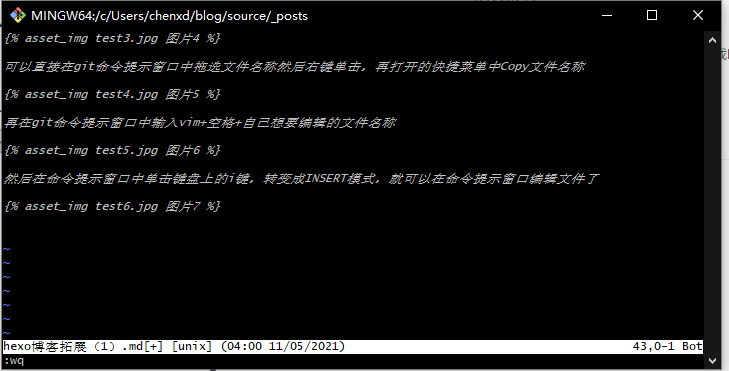 MINGW64:/c/Users/chenxd/blog/source/_posts
{% asset_img test3.jpg 图片4 %}
可以直接在git命令提示窗口中拖选文件名称然后右键单击, 再打开的快捷菜单中Copy文件名称
{% asset_img test4.jpg 图片5 %}
再在git命令提示窗口中输入vim+空格+自己想要编辑的文件名称
{% asset_img test5.jpg 图片6 %}
然后在命令提示窗口中单击键盘上的i键, 转变成INSERT模式, 就可以在命令提示窗口编辑文件了
{% asset_img test6.jpg 图片7 %}
~
~
~
~
~
~
~
hexo博客拓展（1）.md[+] [unix] (04:00 11/05/2021) 43,0-1 Bot
:wq